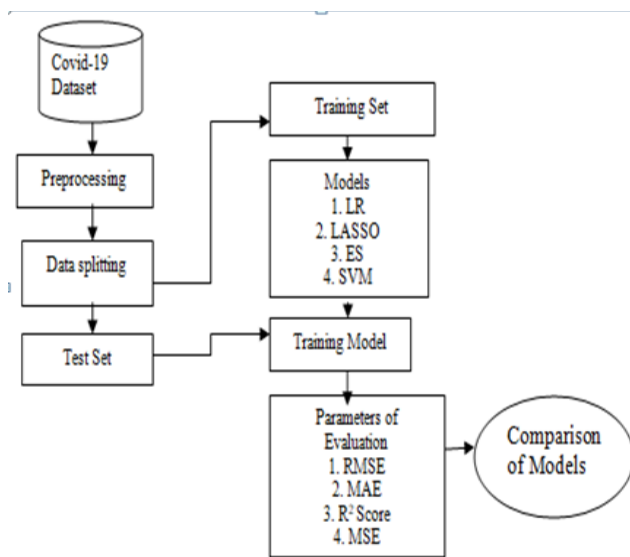 Covid-19
Dataset
Preprocessing
Data splitting
Test Set
Training Set
Models
1. LR
2. LASSO
3. ES
4. SVM
Training Model
Parameters of
Evaluation
1. RMSE
2. MAE
3. R² Score
4. MSE
Comparison
of Models